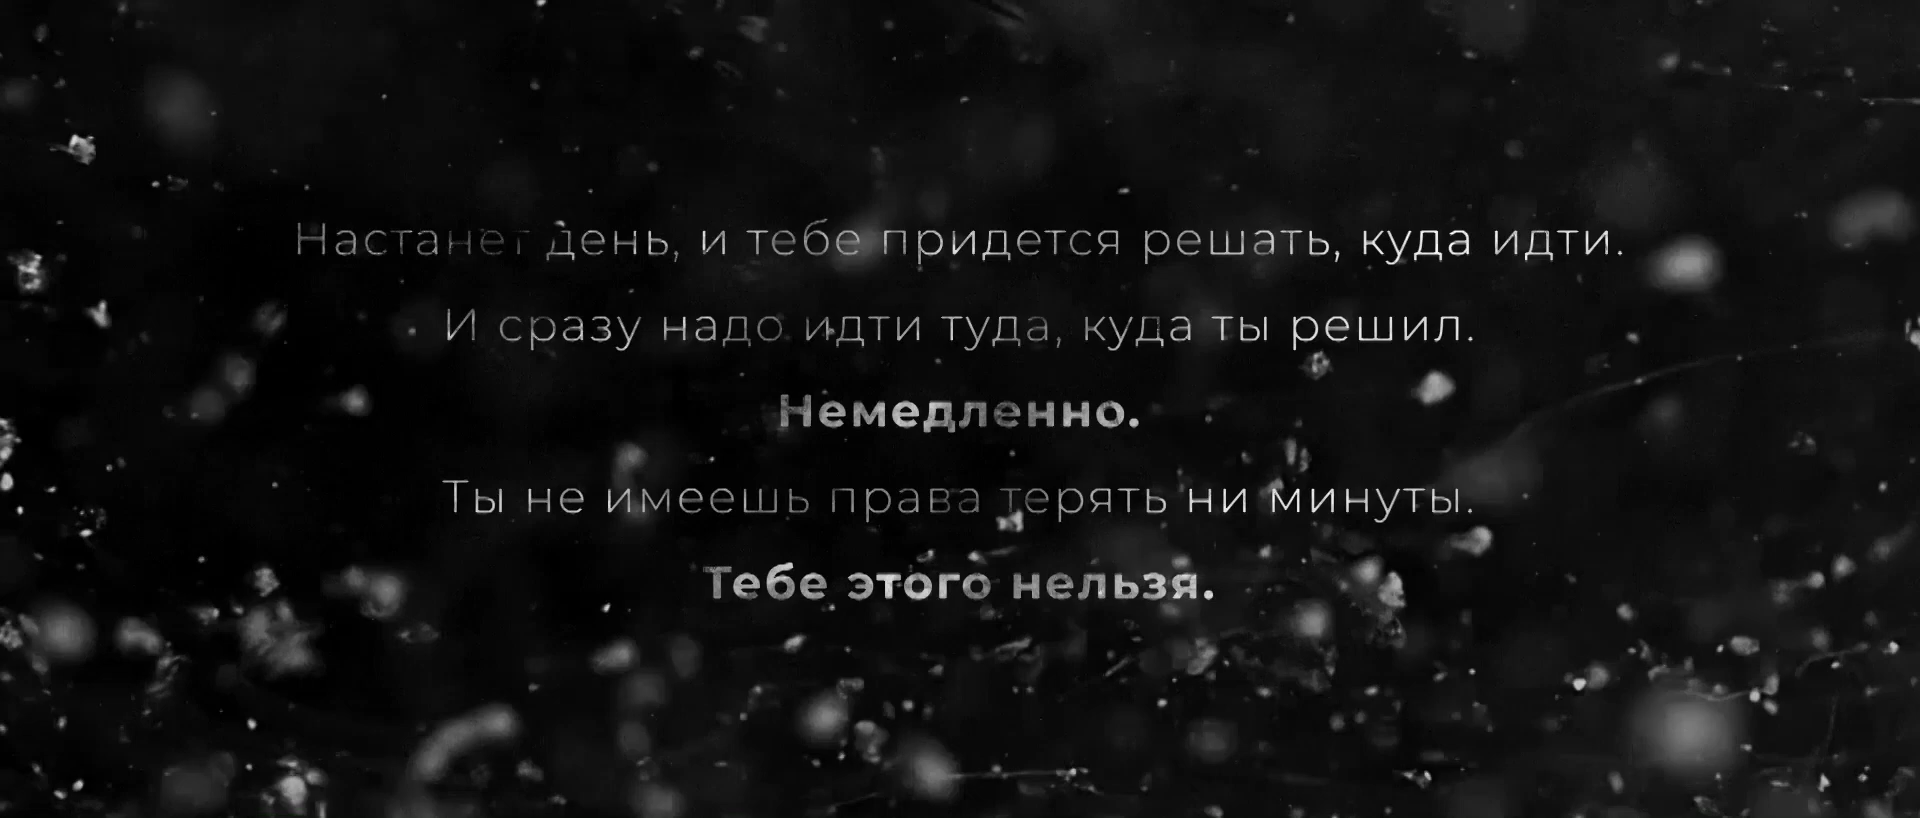 Настанет день, и тебе придется решать, куда идти.
И сразу надо идти туда, куда ты решил.
Немедленно.
Ты не имеешь права терять ни минуты.
Тебе этого нельзя.